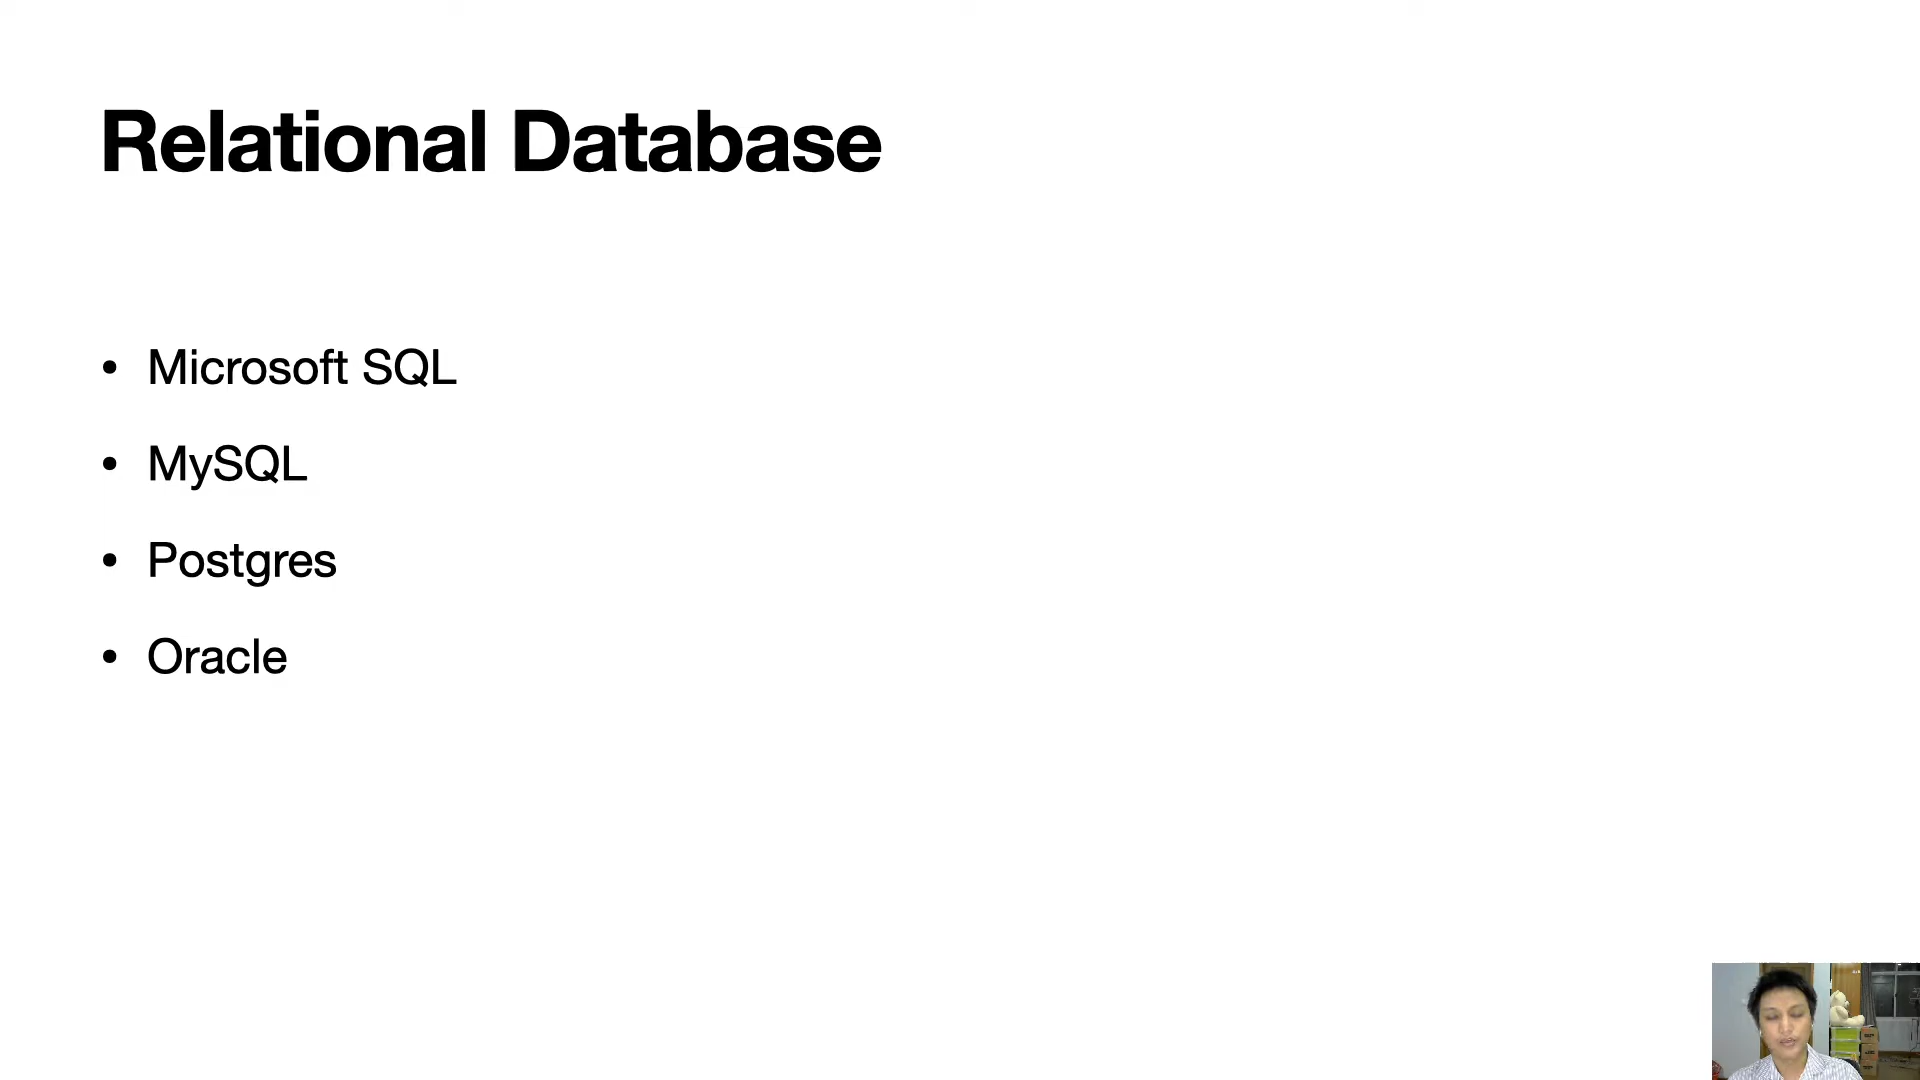 Relational Database
• Microsoft SQL
• MySQL
• Postgres
• Oracle